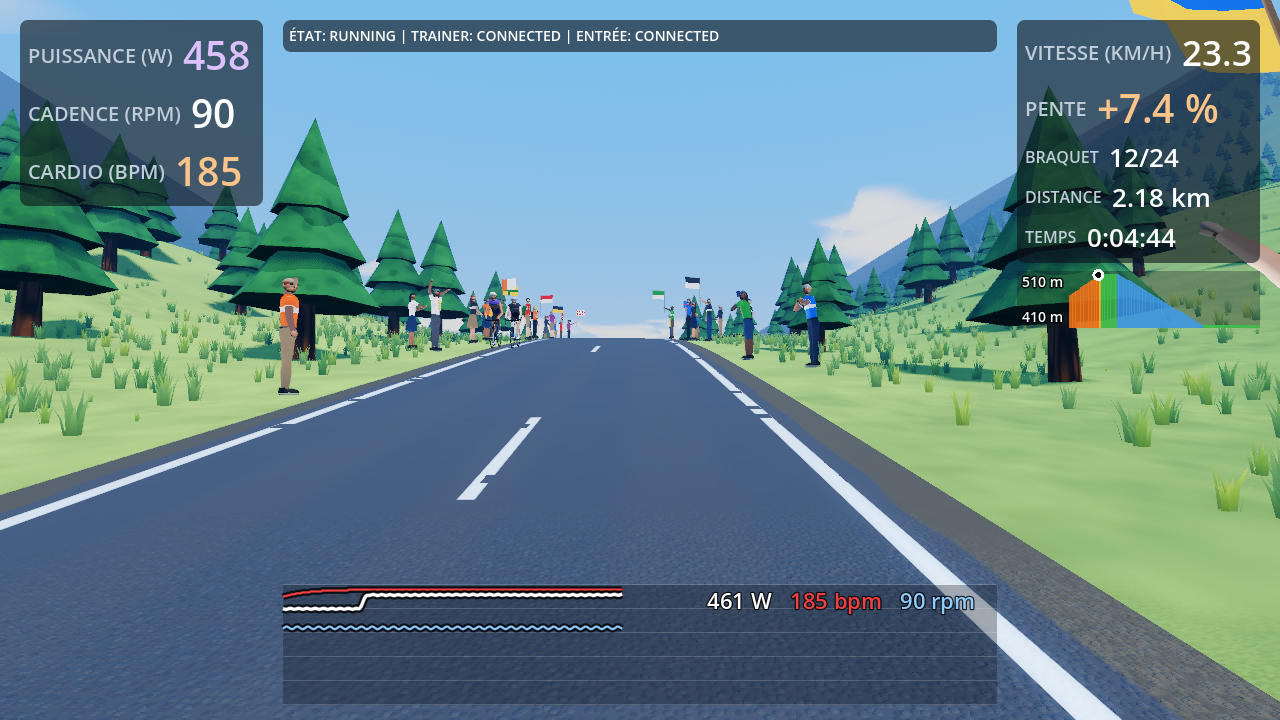 PUISSANCE (W) 458
CADENCE (RPM) 90
CARDIO (BPM) 185
ÉTAT: RUNNING | TRAINER: CONNECTED | ENTRÉE: CONNECTED
VITESSE (KM/H) 23.3
PENTE +7.4 %
BRAQUET 12/24
DISTANCE 2.18 km
TEMPS 0:04:44
510 m
410 m
461 W 185 bpm 90 rpm